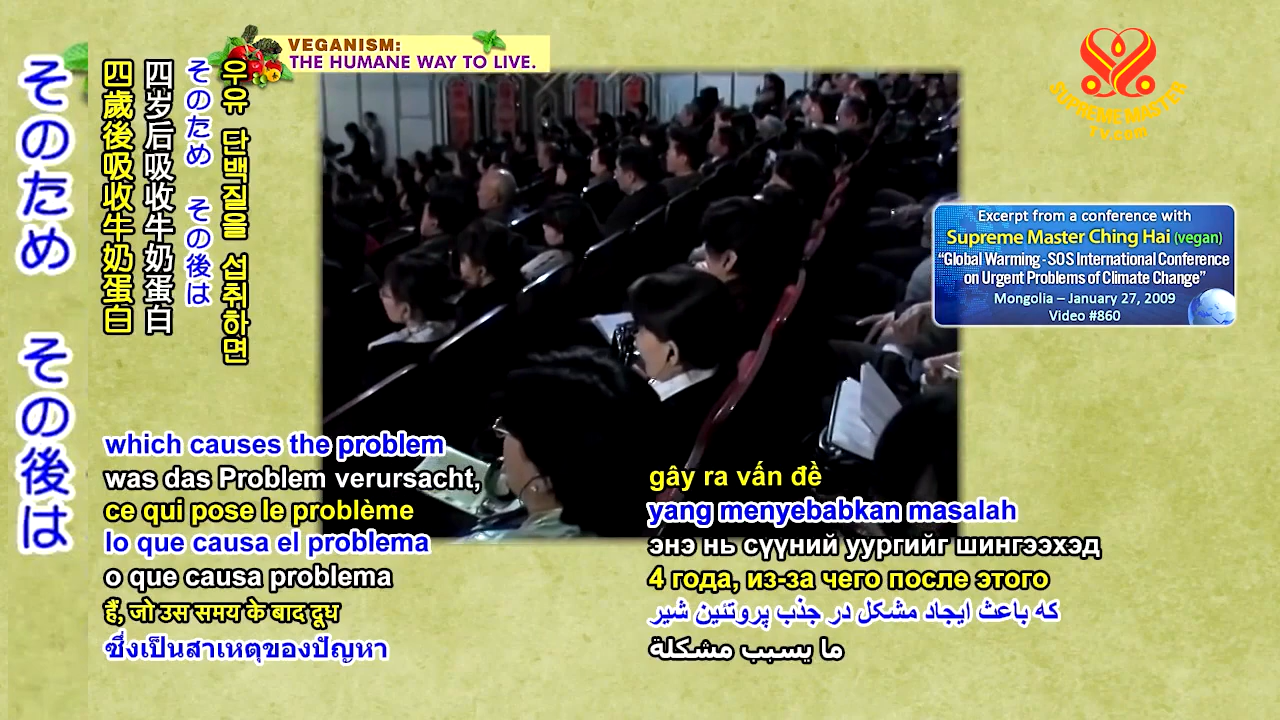 VEGANISM:
THE HUMANE WAY TO LIVE.
SUPREME MASTER
TV.com
Excerpt from a conference with
Supreme Master Ching Hai (vegan)
“Global Warming - SOS International Conference
on Urgent Problems of Climate Change”
Mongolia – January 27, 2009
Video #860
そのため その後は
四歲後吸收牛奶蛋白
四岁后吸收牛奶蛋白
そのため その後は
우유 단백질을 섭취하면
which causes the problem
was das Problem verursacht,
ce qui pose le problème
lo que causa el problema
o que causa problema
हैं, जो उस समय के बाद दूध
ซึ่งเป็นสาเหตุของปัญหา
gây ra vấn đề
yang menyebabkan masalah
энэ нь сүүний уургийг шингээхэд
4 года, из-за чего после этого
که باعث ایجاد مشکل در جذب پروتئین شیر
ما يسبب مشكلة